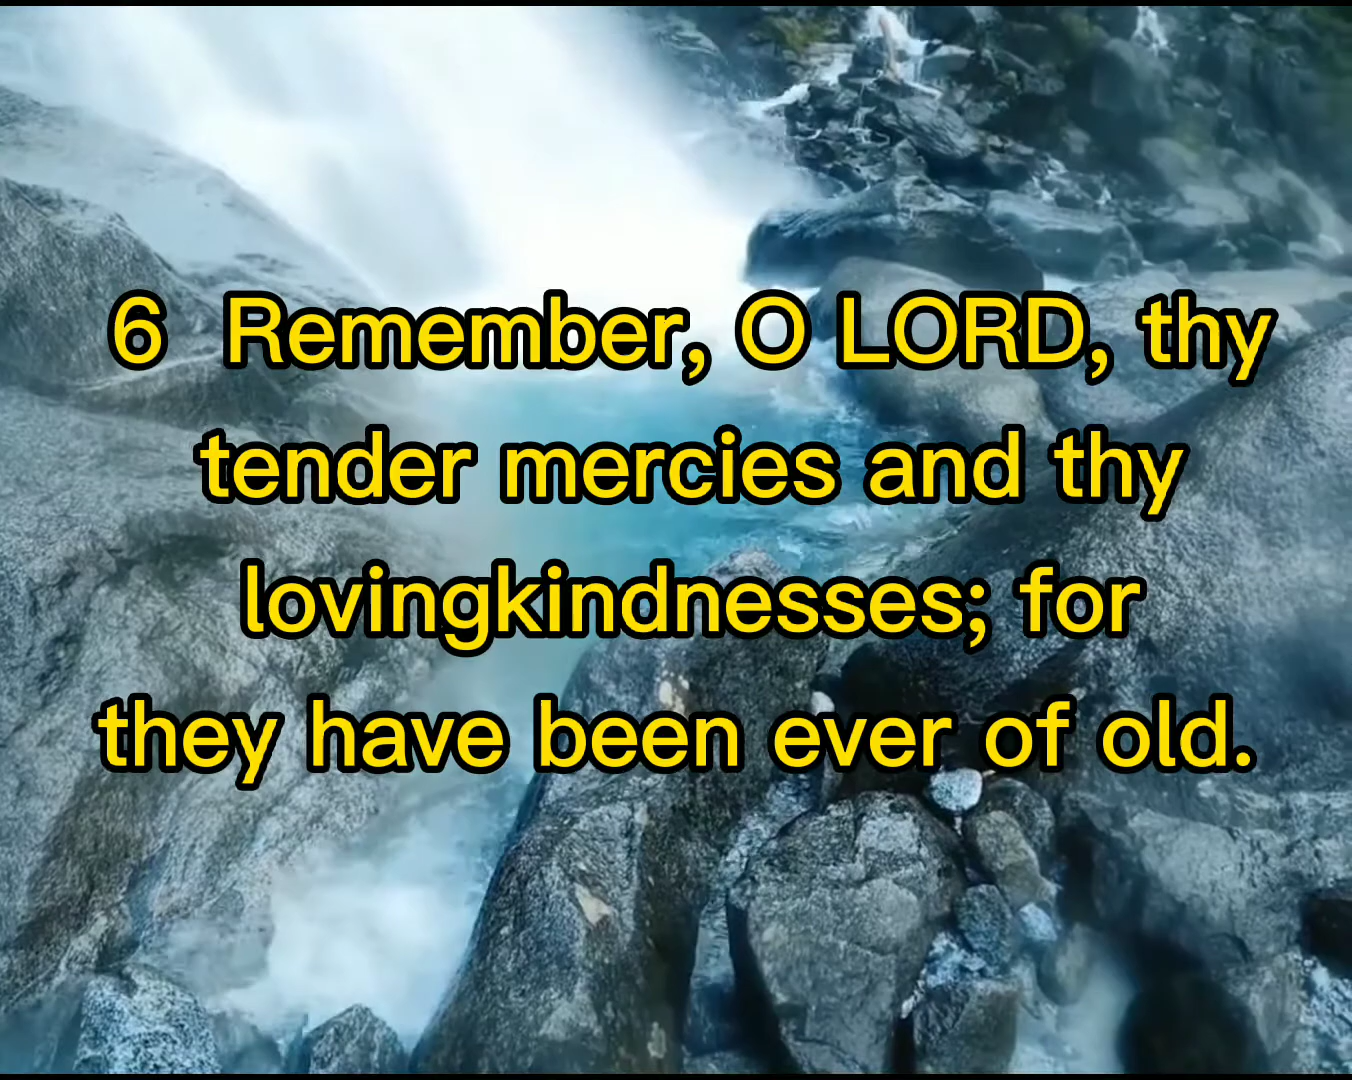 6 Remember, O LORD, thy
tender mercies and thy
lovingkindnesses; for
they have been ever of old.